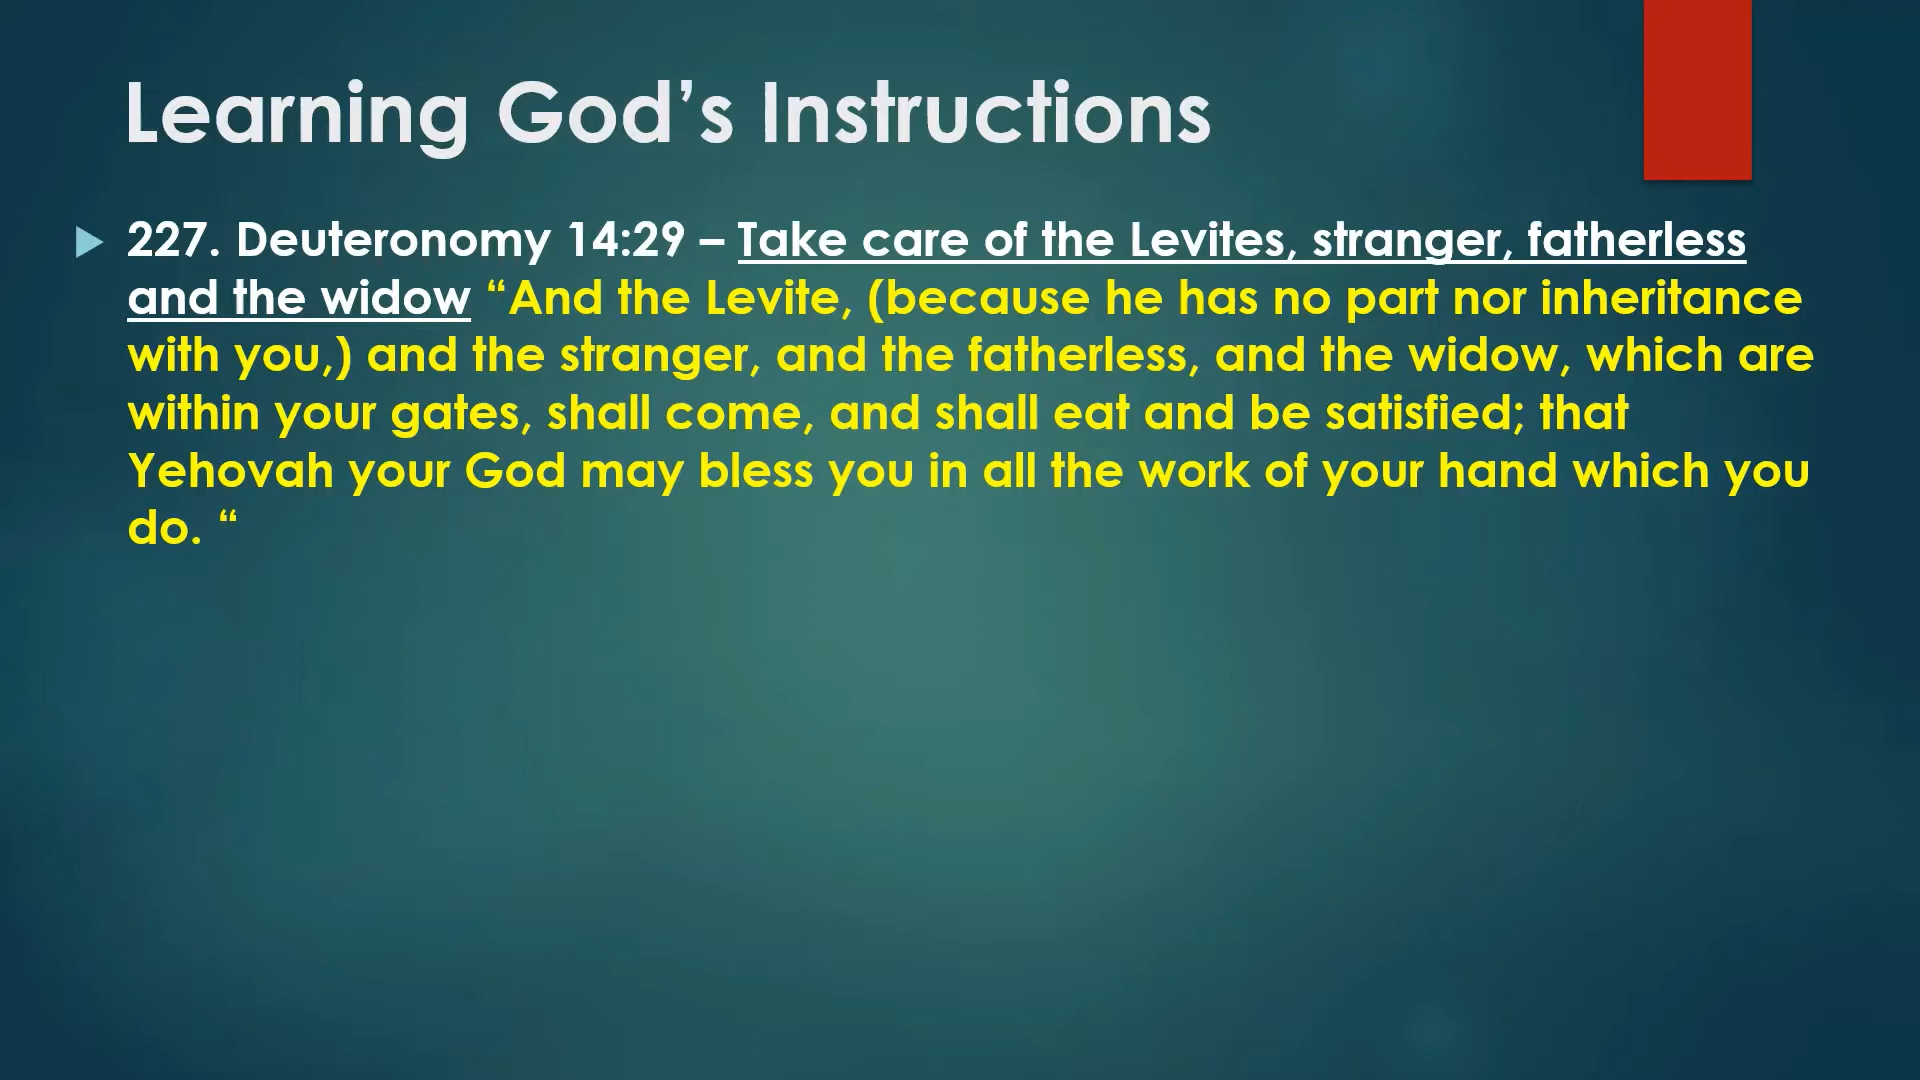 Learning God’s Instructions
227. Deuteronomy 14:29 – Take care of the Levites, stranger, fatherless
and the widow “And the Levite, (because he has no part nor inheritance
with you,) and the stranger, and the fatherless, and the widow, which are
within your gates, shall come, and shall eat and be satisfied; that
Yehovah your God may bless you in all the work of your hand which you
do. “